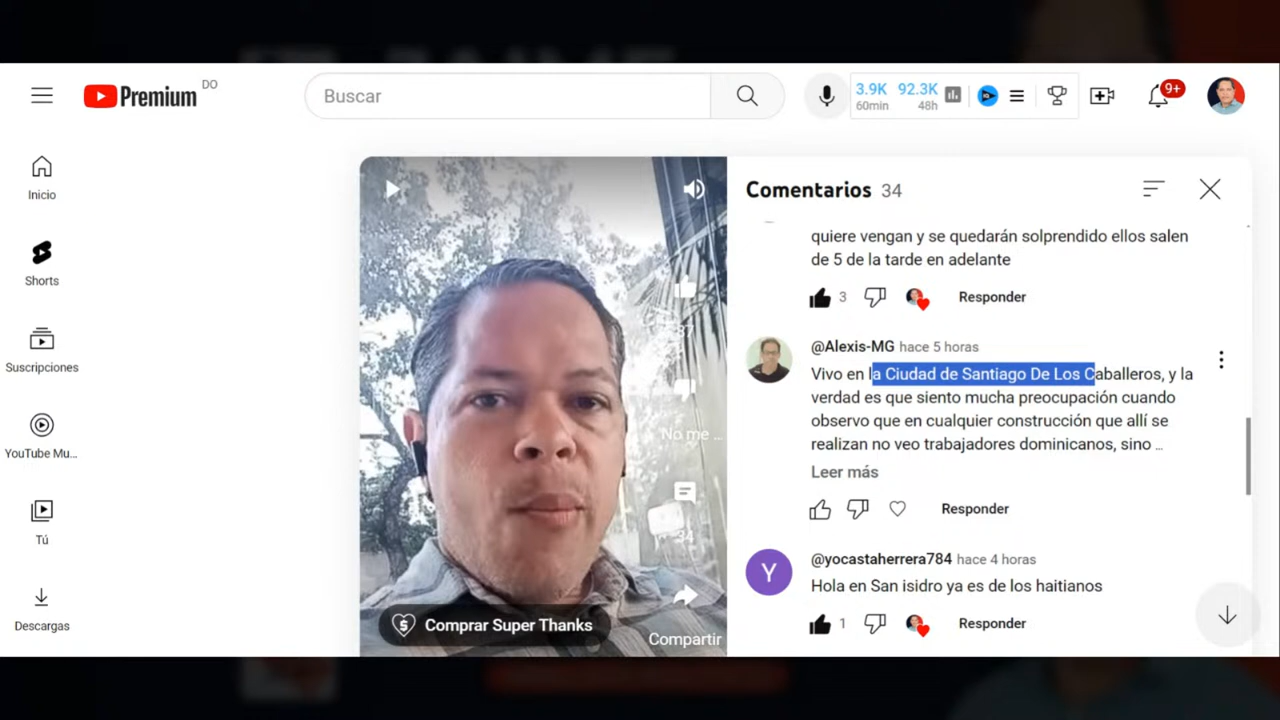 Premium
DO
Buscar
3.9K
60min
92.3K
48h
9+
Inicio
Shorts
Suscripciones
YouTube Mu...
Tú
Descargas
No me ...
34
Compartir
Comprar Super Thanks
Comentarios 34
quiere vengan y se quedarán solprendido ellos salen
de 5 de la tarde en adelante
3
Responder
@Alexis-MG hace 5 horas
Vivo en la Ciudad de Santiago De Los Caballeros, y la
verdad es que siento mucha preocupación cuando
observo que en cualquier construcción que allí se
realizan no veo trabajadores dominicanos, sino ...
Leer más
Responder
Y
@yocastaherrera784 hace 4 horas
Hola en San isidro ya es de los haitianos
1
Responder